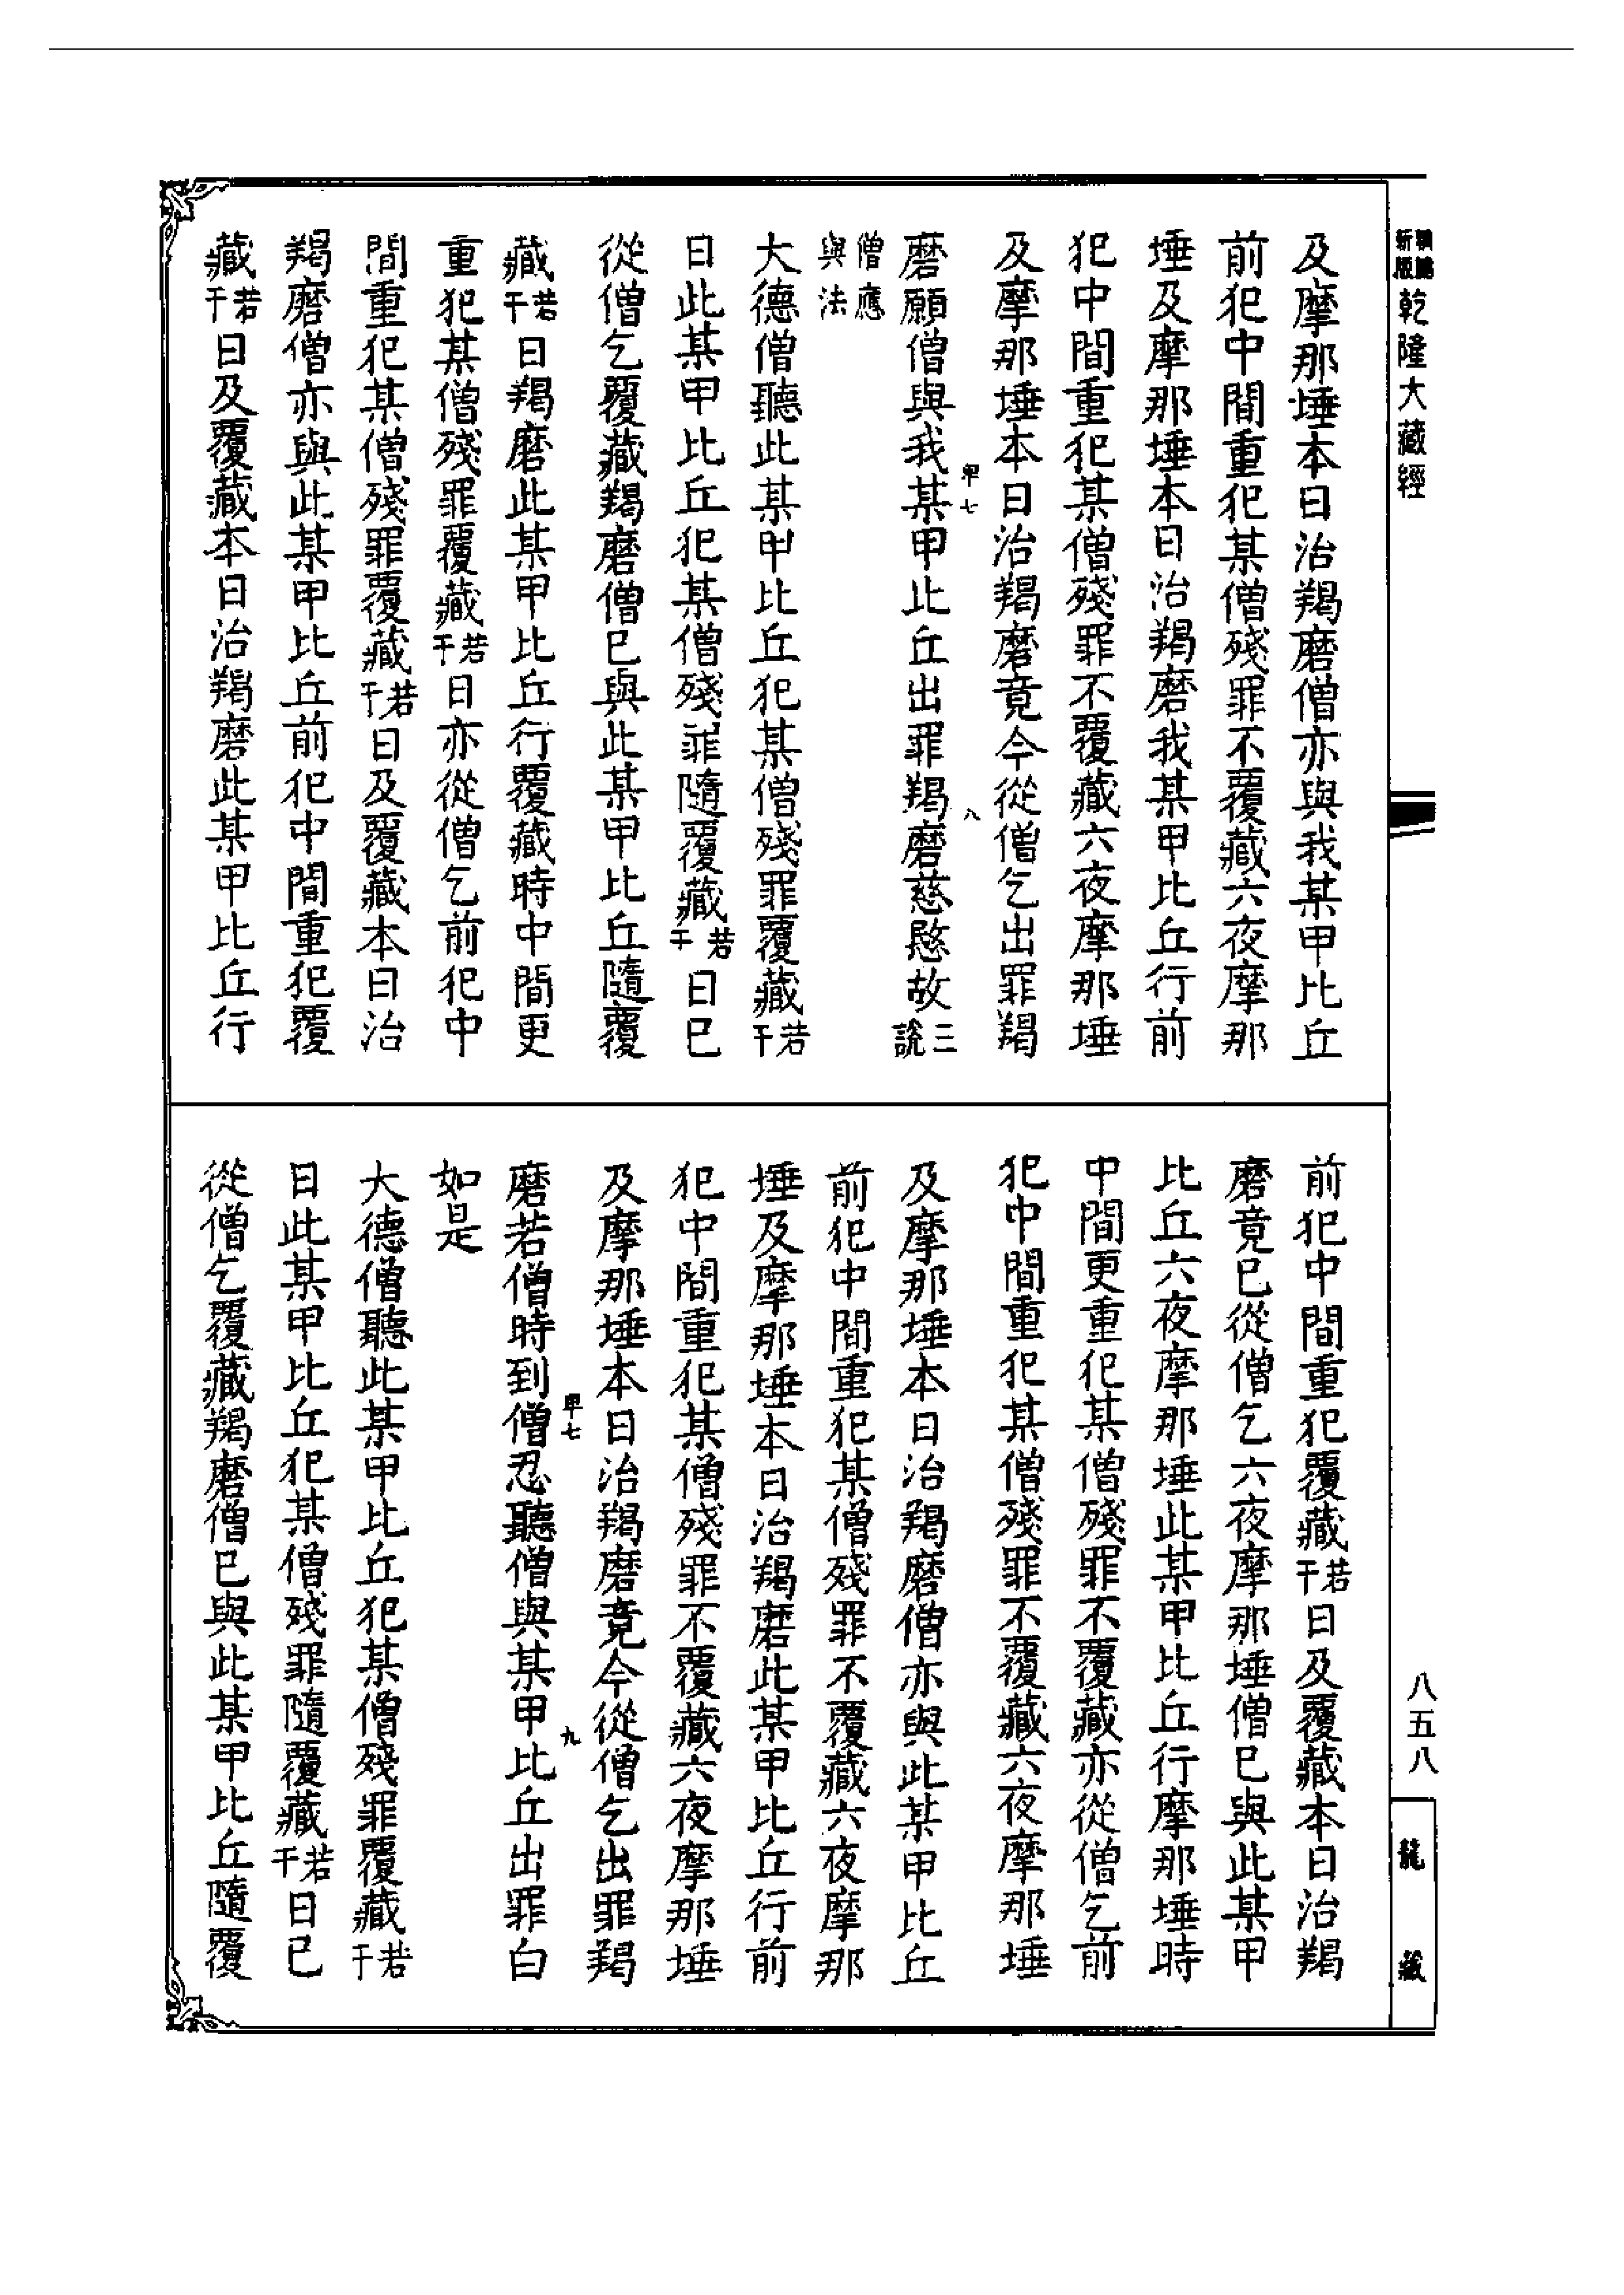 乾隆大藏經
八五八
龍藏
及摩那埵本日治羯磨僧亦與我某甲比丘
前犯中間重犯某僧殘罪不覆藏六夜摩那
埵及摩那埵本日治羯磨我某甲比丘行前
犯中間重犯某僧殘罪不覆藏六夜摩那埵
及摩那埵本日治羯磨竟今從僧乞出罪羯
磨願僧與我某甲比丘出罪羯磨慈愍故三說
僧應與法
大德僧聽此某甲比丘犯某僧殘罪覆藏若干
日此某甲比丘犯某僧殘罪隨覆藏若干日已
從僧乞覆藏羯磨僧已與此某甲比丘隨覆
藏若干日羯磨此某甲比丘行覆藏時中間更
重犯某僧殘罪覆藏若干日亦從僧乞前犯中
間重犯某僧殘罪覆藏若干日及覆藏本日治
羯磨僧亦與此某甲比丘前犯中間重犯覆
藏若干日及覆藏本日治羯磨此某甲比丘行
前犯中間重犯覆藏若干日及覆藏本日治羯
磨竟已從僧乞六夜摩那埵僧已與此某甲
比丘六夜摩那埵此某甲比丘行摩那埵時
中間更重犯某僧殘罪不覆藏亦從僧乞前
犯中間重犯某僧殘罪不覆藏六夜摩那埵
及摩那埵本日治羯磨僧亦與此某甲比丘
前犯中間重犯某僧殘罪不覆藏六夜摩那
埵及摩那埵本日治羯磨此某甲比丘行前
犯中間重犯某僧殘罪不覆藏六夜摩那埵
及摩那埵本日治羯磨竟今從僧乞出罪羯
磨若僧時到僧忍聽僧與某甲比丘出罪白
如是
大德僧聽此某甲比丘犯某僧殘罪覆藏若干
日此某甲比丘犯某僧殘罪隨覆藏若干日已
從僧乞覆藏羯磨僧已與此某甲比丘隨覆